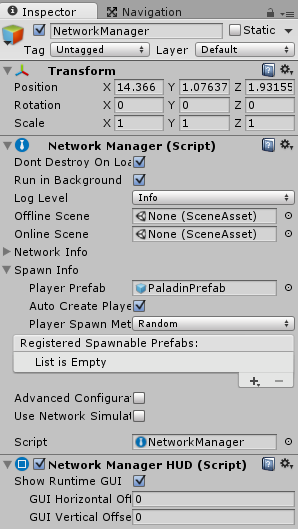 Inspector Navigation
NetworkManager Static
Tag Untagged Layer Default
Transform
Position X 14.366 Y 1.07637 Z 1.93155
Rotation X 0 Y 0 Z 0
Scale X 1 Y 1 Z 1
Network Manager (Script)
Dont Destroy On Loa
Run in Background
Log Level Info
Offline Scene None (SceneAsset)
Online Scene None (SceneAsset)
Network Info
Spawn Info
Player Prefab PaladinPrefab
Auto Create Playe
Player Spawn Met Random
Registered Spawnable Prefabs:
List is Empty
Advanced Configurat
Use Network Simulat
Script NetworkManager
Network Manager HUD (Script)
Show Runtime GUI
GUI Horizontal Off 0
GUI Vertical Offse 0